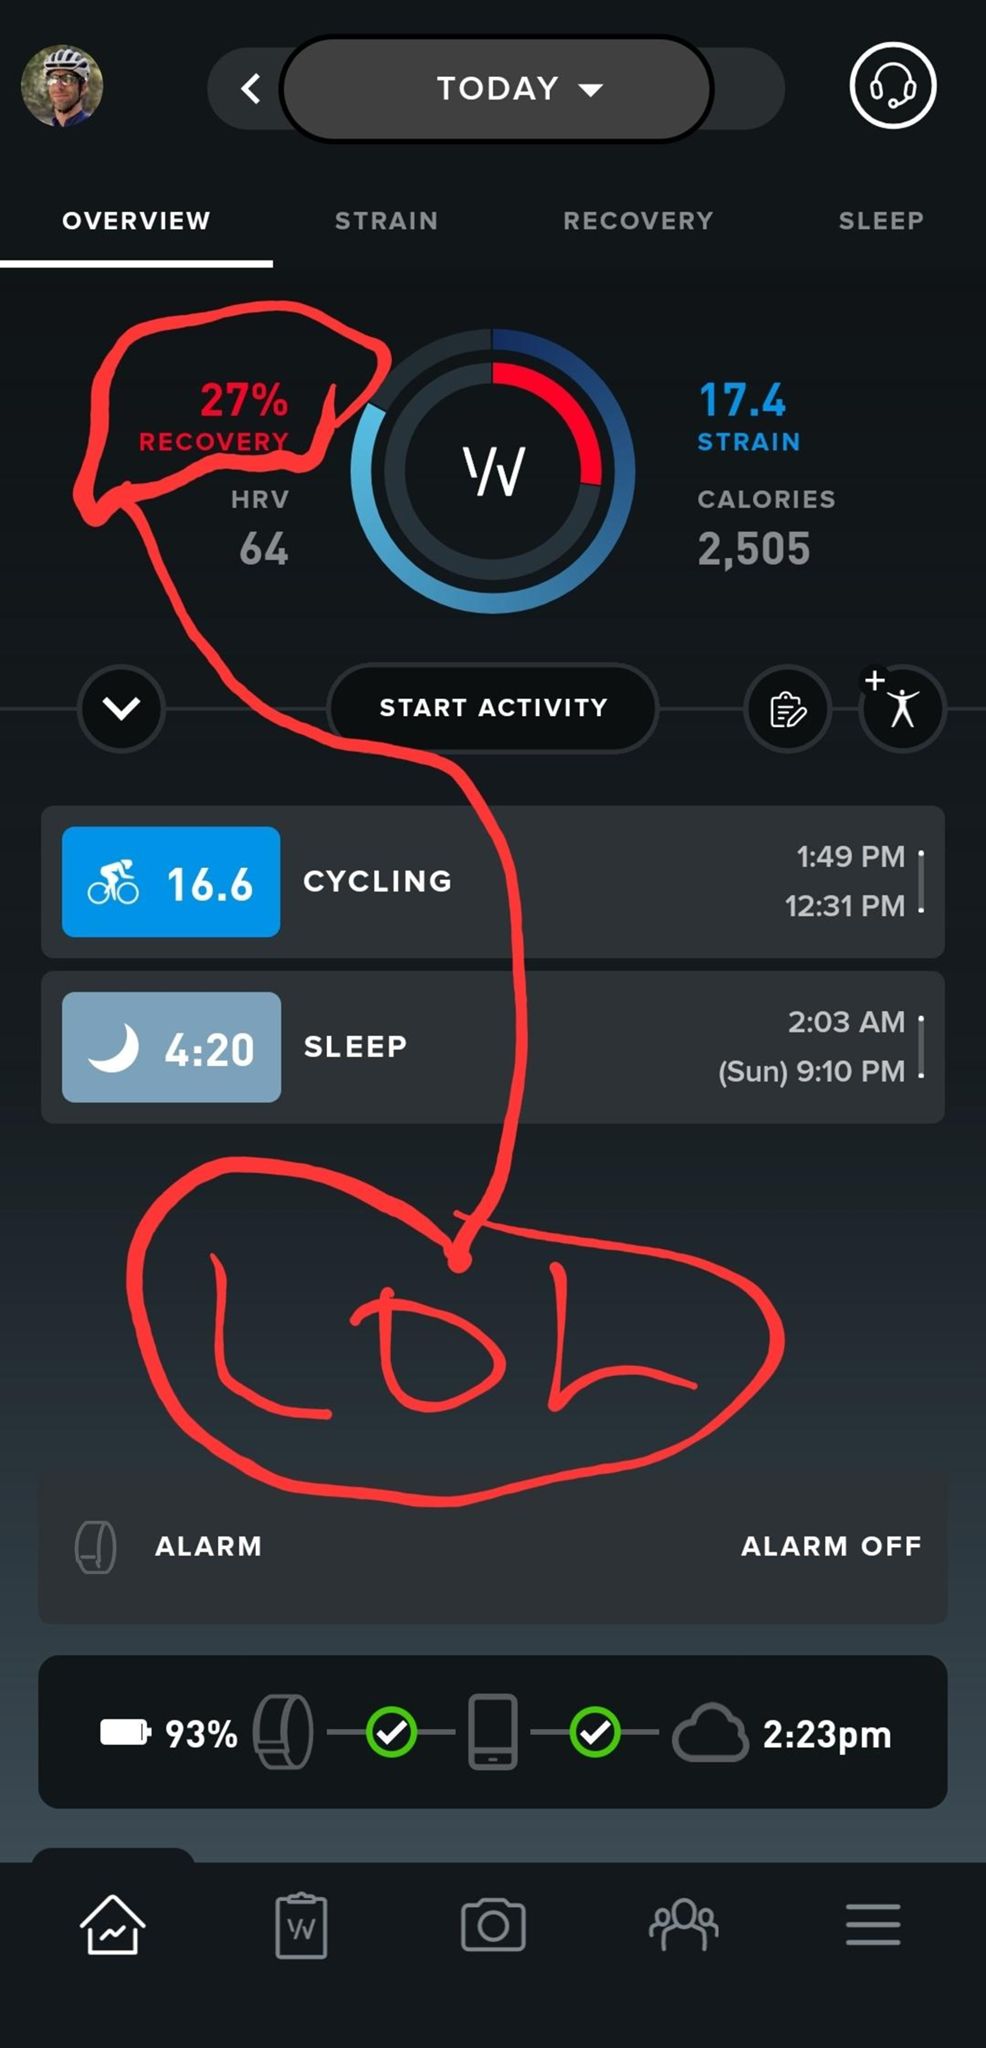 TODAY
OVERVIEW STRAIN RECOVERY SLEEP
27%
RECOVERY
HRV
64
W
17.4
STRAIN
CALORIES
2,505
START ACTIVITY
16.6 CYCLING 1:49 PM
12:31 PM
4:20 SLEEP 2:03 AM
(Sun) 9:10 PM
LOL
ALARM ALARM OFF
93% 2:23pm
W